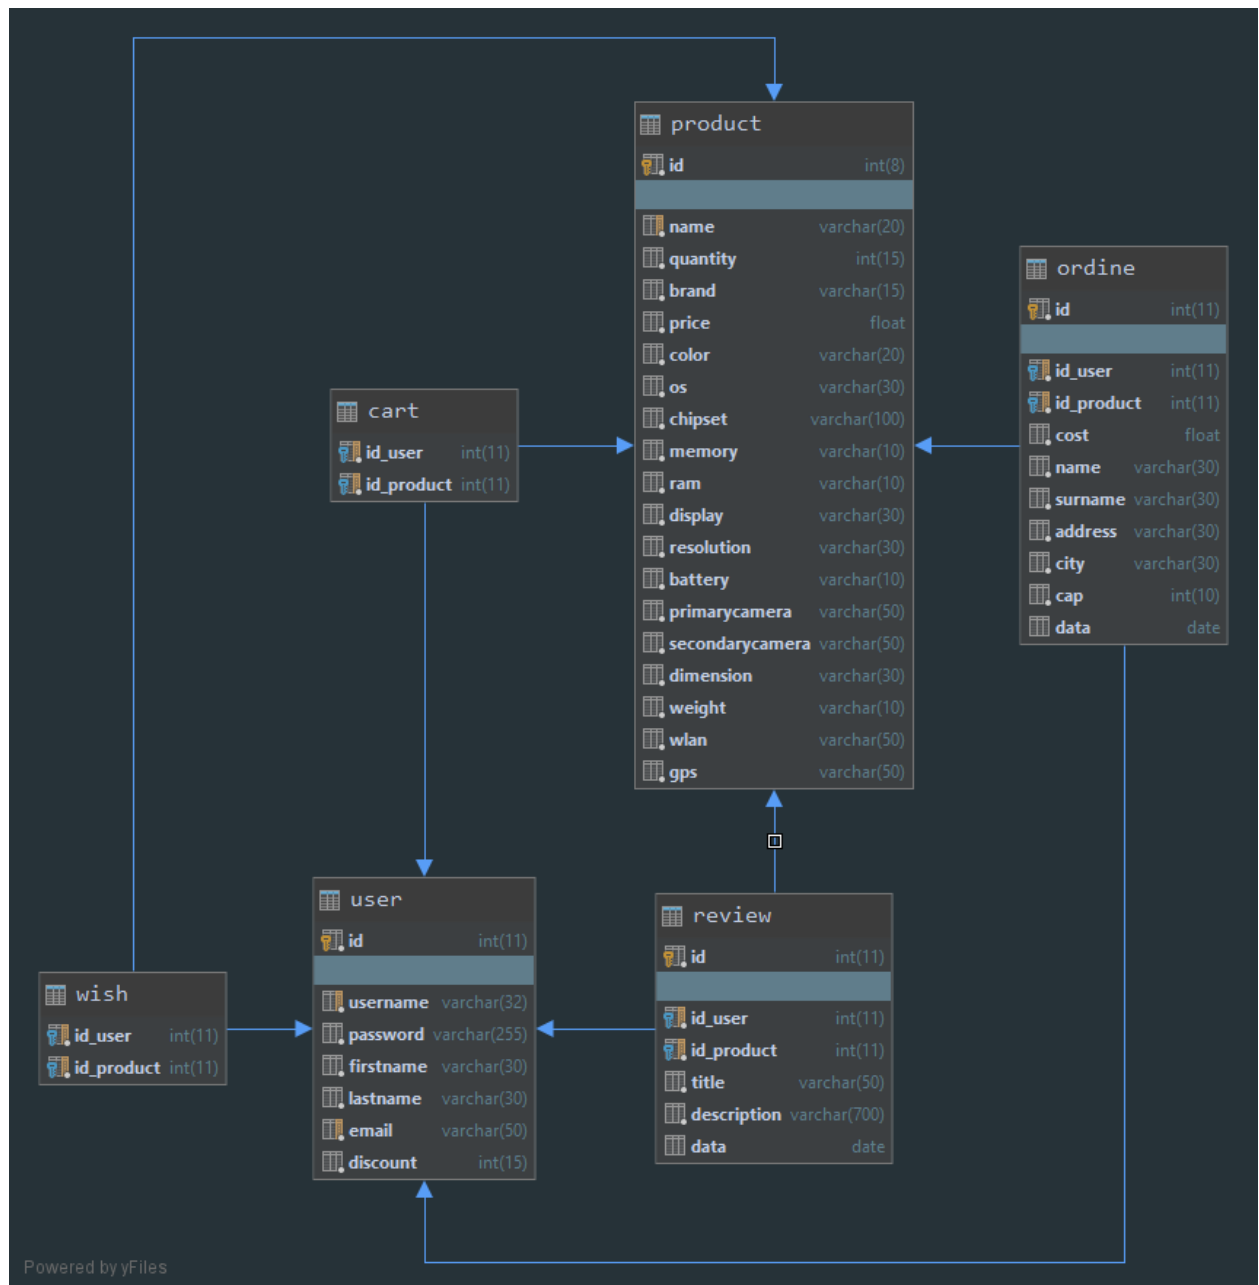 product
id int(8)
name varchar(20)
quantity int(15)
brand varchar(15)
price float
color varchar(20)
os varchar(30)
chipset varchar(100)
memory varchar(10)
ram varchar(10)
display varchar(30)
resolution varchar(30)
battery varchar(10)
primarycamera varchar(50)
secondarycamera varchar(50)
dimension varchar(30)
weight varchar(10)
wlan varchar(50)
gps varchar(50)
ordine
id int(11)
id_user int(11)
id_product int(11)
cost float
name varchar(30)
surname varchar(30)
address varchar(30)
city varchar(30)
cap int(10)
data date
cart
id_user int(11)
id_product int(11)
user
id int(11)
username varchar(32)
password varchar(255)
firstname varchar(30)
lastname varchar(30)
email varchar(50)
discount int(15)
review
id int(11)
id_user int(11)
id_product int(11)
title varchar(50)
description varchar(700)
data date
wish
id_user int(11)
id_product int(11)
Powered by yFiles